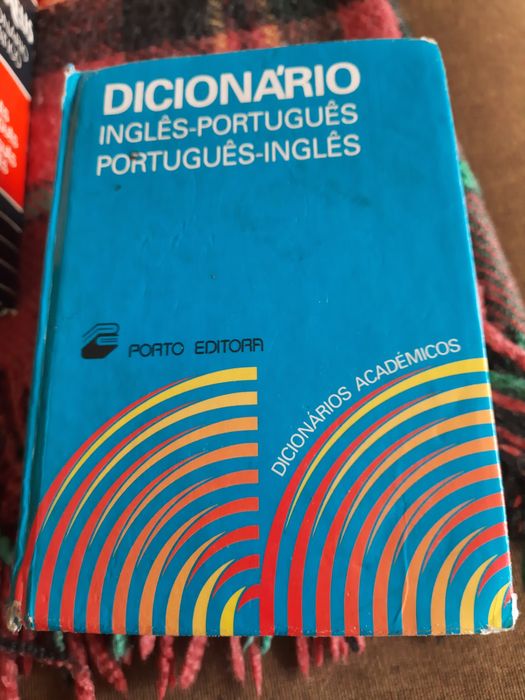 DICIONÁRIO
INGLÊS-PORTUGUÊS
PORTUGUÊS-INGLÊS
PORTO EDITORA
DICIONÁRIOS ACADÉMICOS